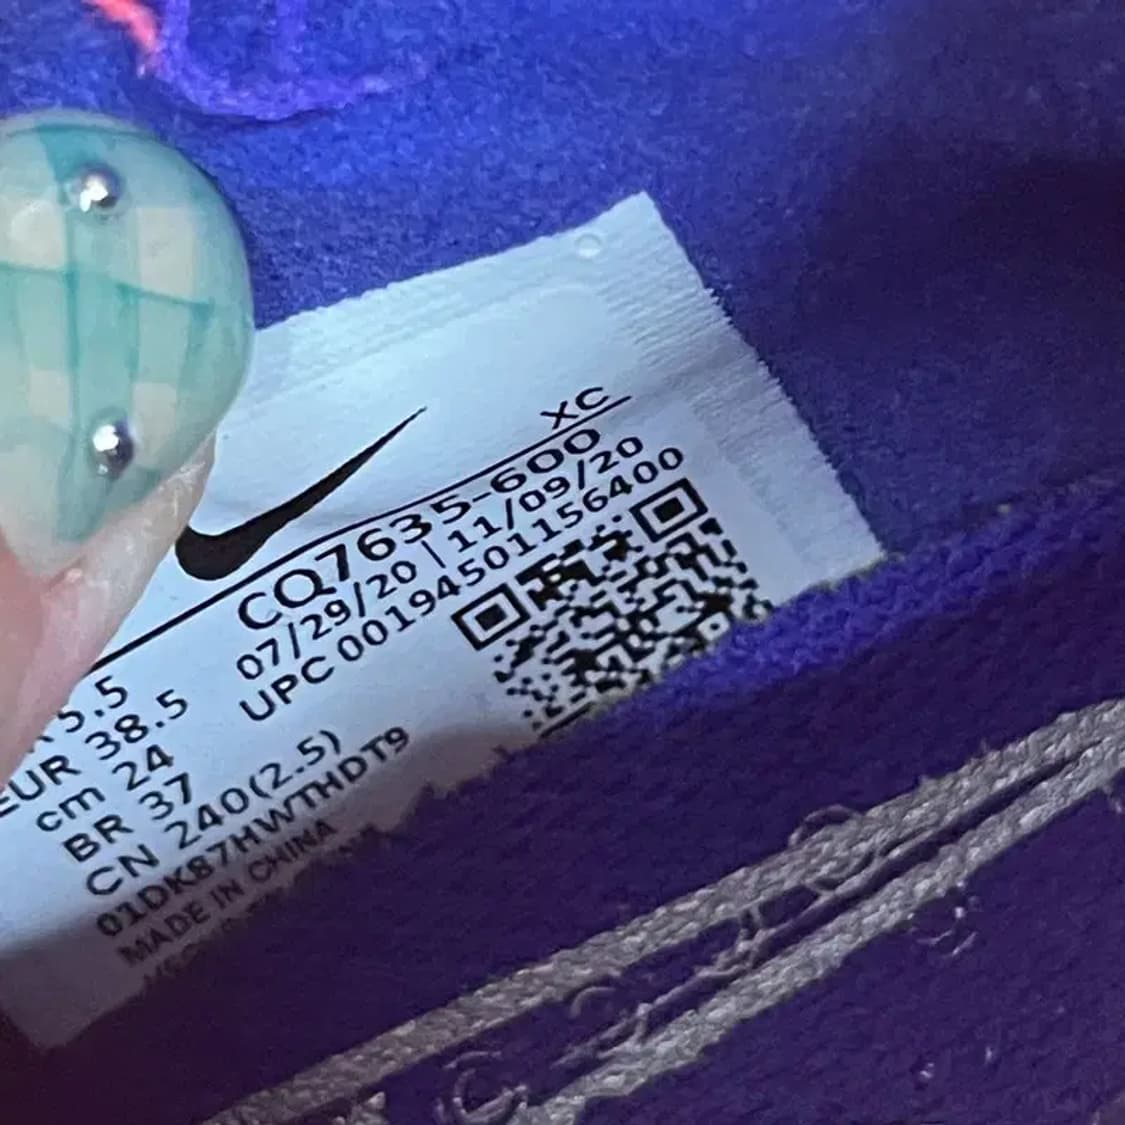 XC
CQ7635-600
07/29/20 | 11/09/20
UPC 00194501156400
5.5
EUR 38.5
cm 24
BR 37
CN 240(2.5)
01DK87HWTHDT9
MADE IN CHINA